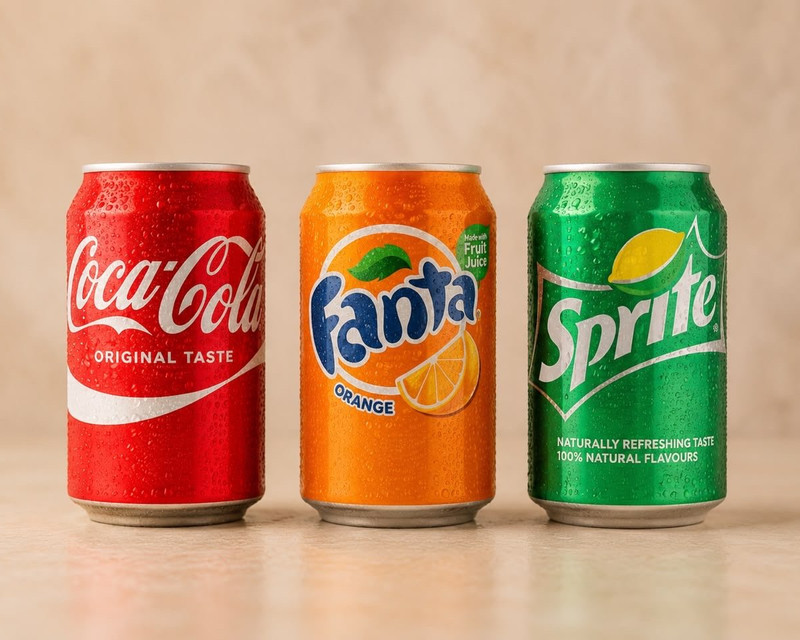 Coca-Cola
ORIGINAL TASTE
Made with
Fruit
Juice
Fanta
ORANGE
Sprite
NATURALLY REFRESHING TASTE
100% NATURAL FLAVOURS